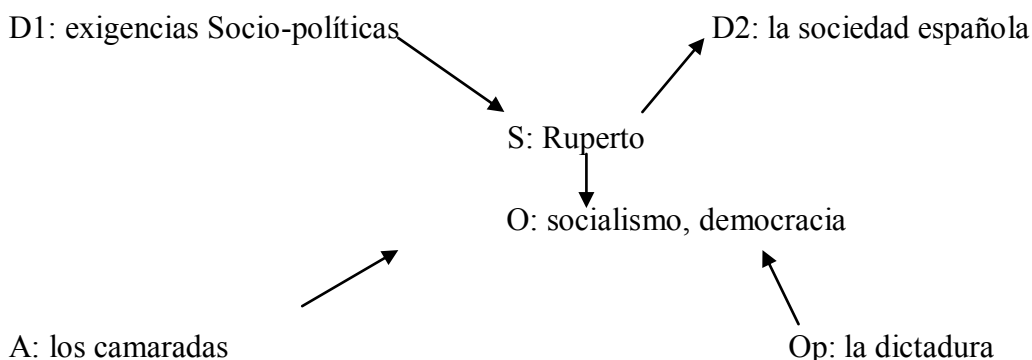 D1: exigencias Socio-políticas
D2: la sociedad española
S: Ruperto
O: socialismo, democracia
A: los camaradas
Op: la dictadura